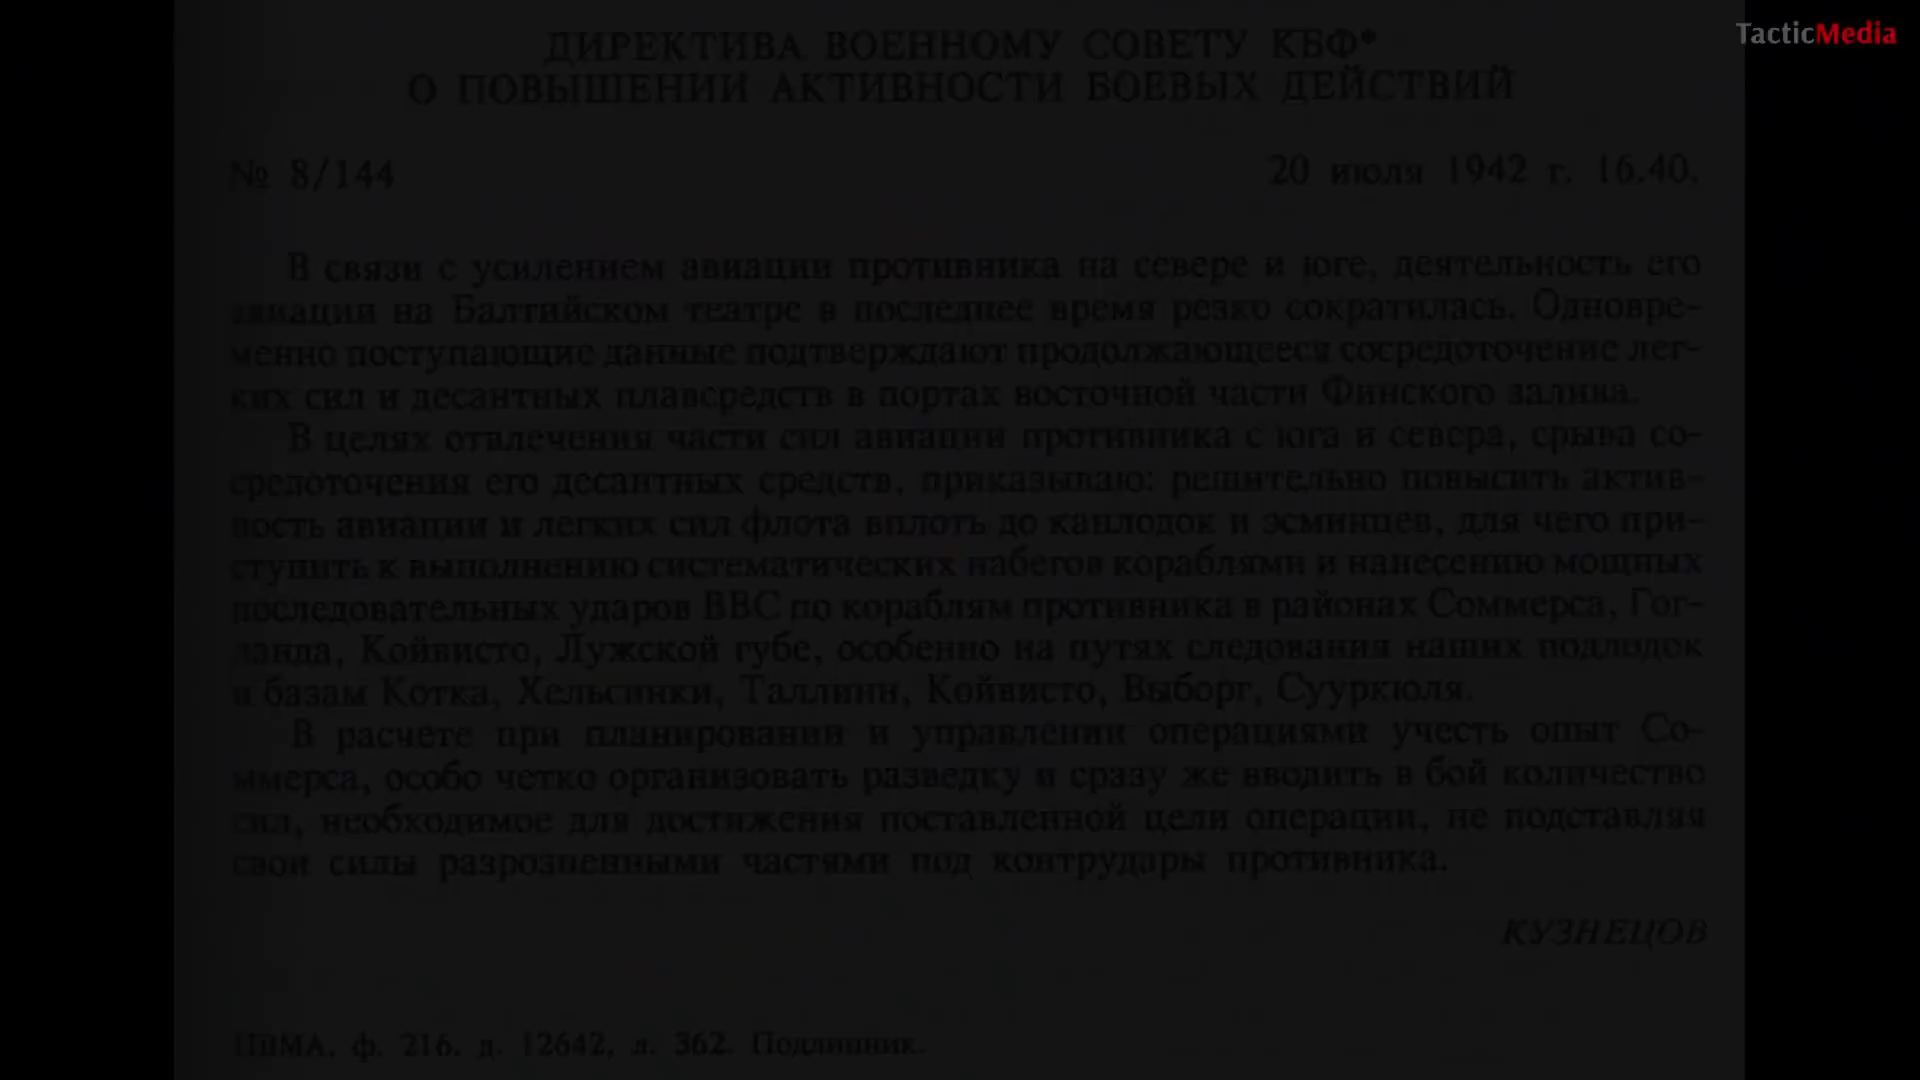 TacticMedia
ДИРЕКТИВА ВОЕННОМУ СОВЕТУ КБФ*
О ПОВЫШЕНИИ АКТИВНОСТИ БОЕВЫХ ДЕЙСТВИЙ
№ 8/144 20 июля 1942 г. 16.40.
В связи с усилением авиации противника на севере и юге, деятельность его
авиации на Балтийском театре в последнее время резко сократилась. Одновре-
менно поступающие данные подтверждают продолжающееся сосредоточение лег-
ких сил и десантных плавсредств в портах восточной части Финского залива.
В целях отвлечения части сил авиации противника с юга и севера, срыва со-
средоточения его десантных средств, приказываю: решительно повысить актив-
ность авиации и легких сил флота вплоть до канлодок и эсминцев, для чего при-
ступить к выполнению систематических набегов кораблями и нанесению мощных
последовательных ударов ВВС по кораблям противника в районах Соммерса, Гог-
ланда, Койвисто, Лужской губе, особенно на путях следования наших подлодок
и базам Котка, Хельсинки, Таллинн, Койвисто, Выборг, Сууркюля.
В расчете при планировании и управлении операциями учесть опыт Со-
ммерса, особо четко организовать разведку и сразу же вводить в бой количество
сил, необходимое для достижения поставленной цели операции, не подставляя
свои силы разрозненными частями под контрудары противника.
КУЗНЕЦОВ
ЦВМА, ф. 216, д. 12642, л. 362. Подлинник.